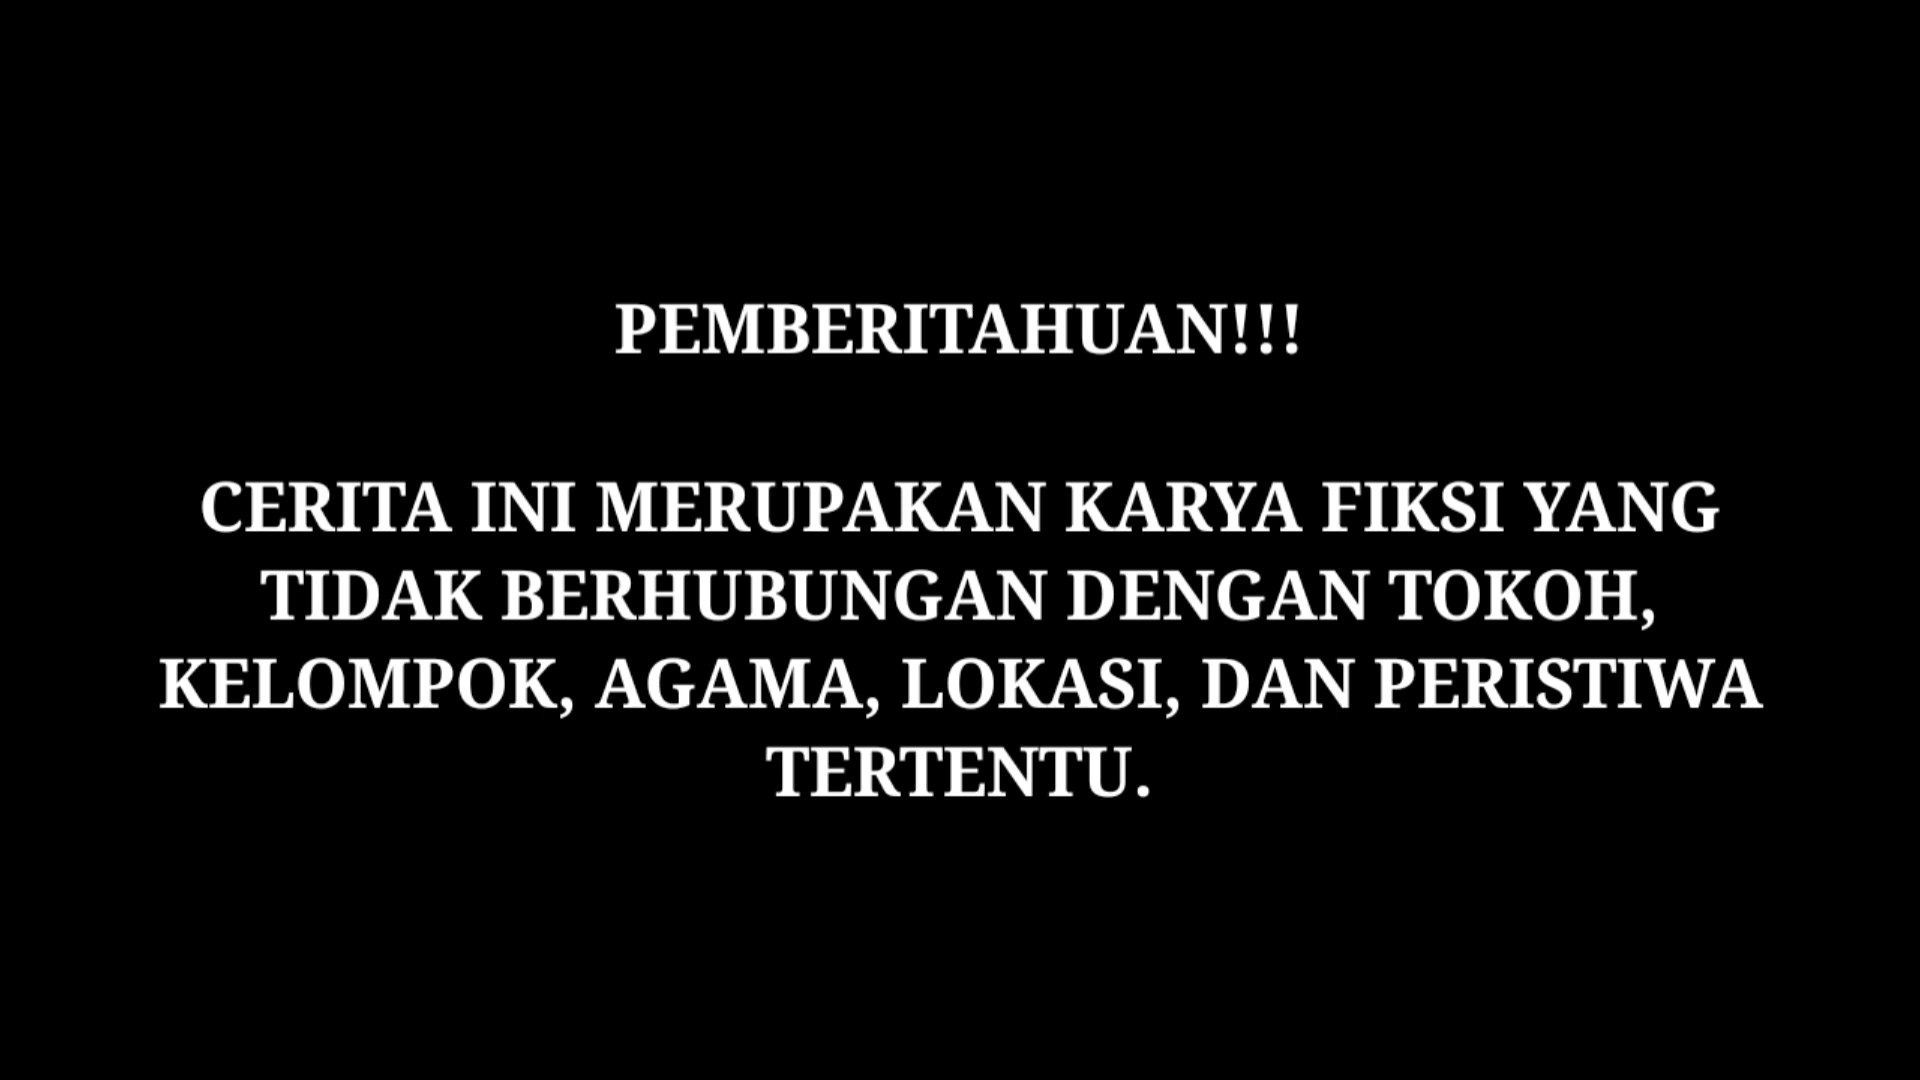 PEMBERITAHUAN!!!
CERITA INI MERUPAKAN KARYA FIKSI YANG
TIDAK BERHUBUNGAN DENGAN TOKOH,
KELOMPOK, AGAMA, LOKASI, DAN PERISTIWA
TERTENTU.